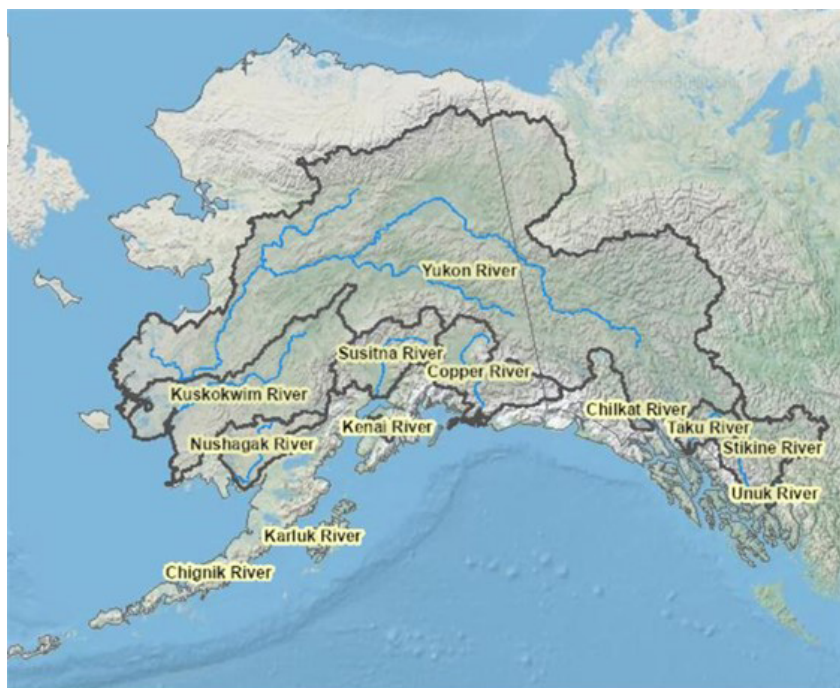 Yukon River
Susitna River
Copper River
Kuskokwim River
Chilkat River
Kenai River
Taku River
Nushagak River
Stikine River
Unuk River
Karluk River
Chignik River